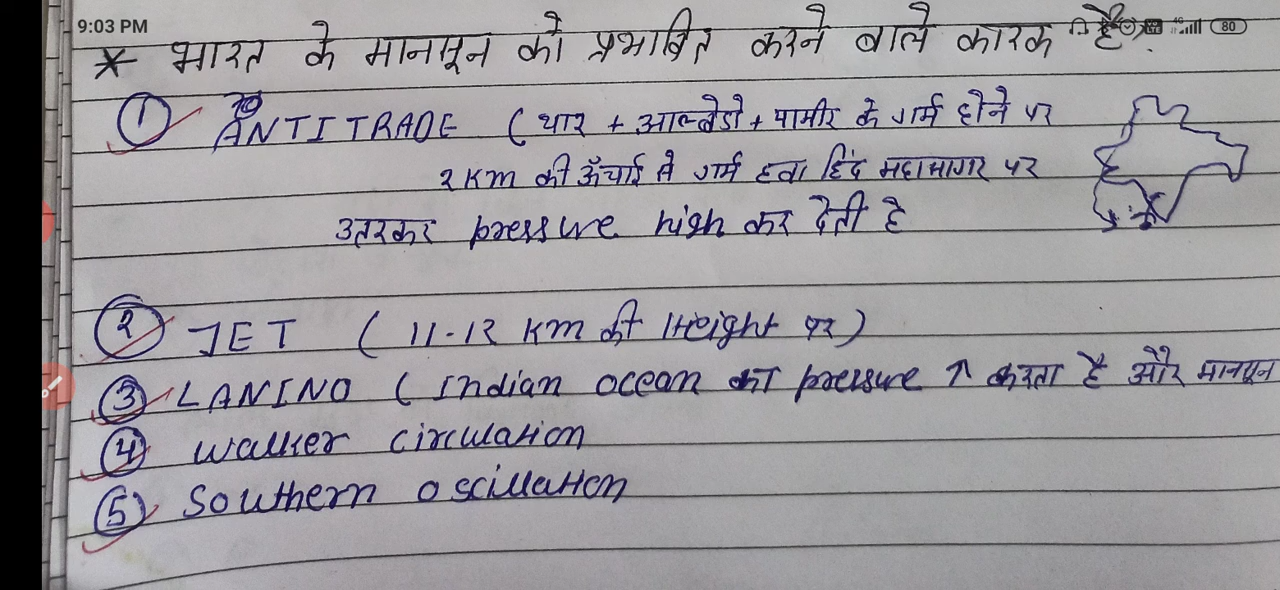 9:03 PM
80
* भारत के मानसून को प्रभावित करने वाले कारक है?
① ANTITRADE (थार + आल्बेडो + पामीर के गर्म होने पर
2 Km की ऊँचाई से गर्म हवा हिंद महासागर पर
उतरकर pressure high कर देती है
② JET ( 11-12 Km की Height पर)
③ LANINO ( Indian ocean का pressure ↑ करता है और मानसून
④ walker circulation
⑤ Southern oscillation